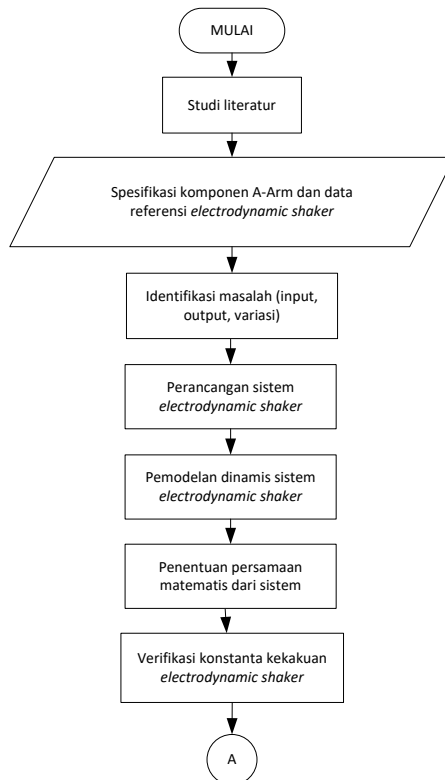 MULAI
Studi literatur
Spesifikasi komponen A-Arm dan data
referensi electrodynamic shaker
Identifikasi masalah (input,
output, variasi)
Perancangan sistem
electrodynamic shaker
Pemodelan dinamis sistem
electrodynamic shaker
Penentuan persamaan
matematis dari sistem
Verifikasi konstanta kekakuan
electrodynamic shaker
A